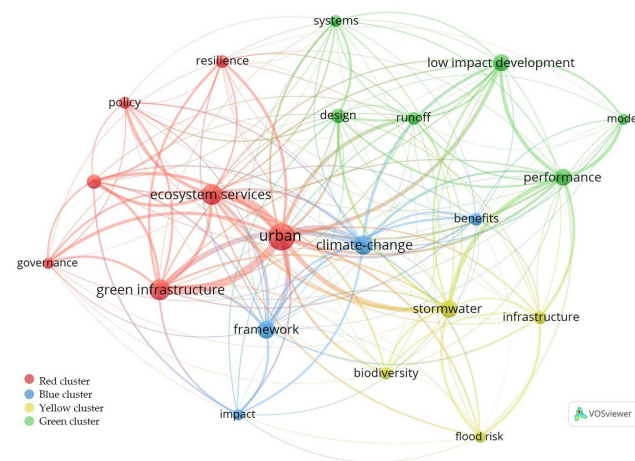 systems
low impact development
resilience
policy
design
runoff
mode
performance
ecosystem services
benefits
urban
climate-change
governance
green infrastructure
stormwater
infrastructure
framework
biodiversity
impact
flood risk
Red cluster
Blue cluster
Yellow cluster
Green cluster
VOSviewer